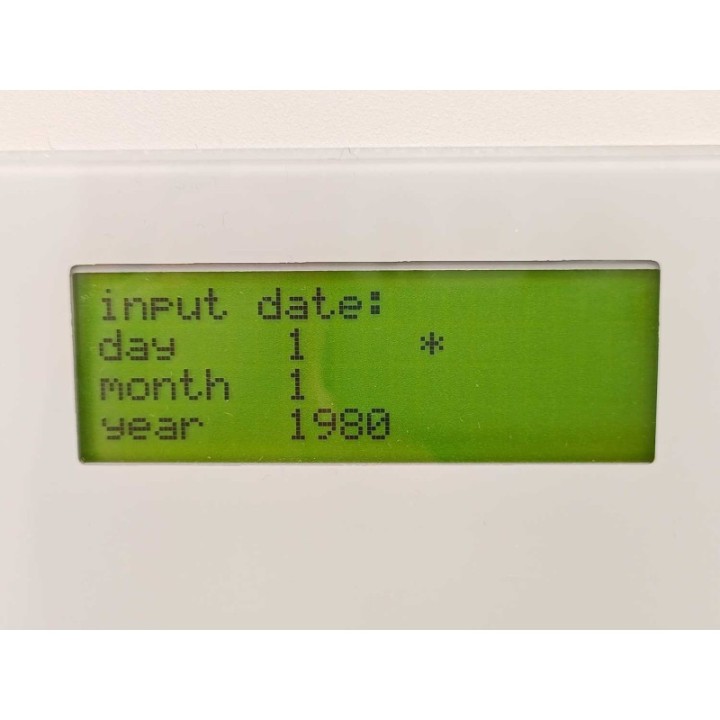 input date:
day 1 *
month 1
year 1980